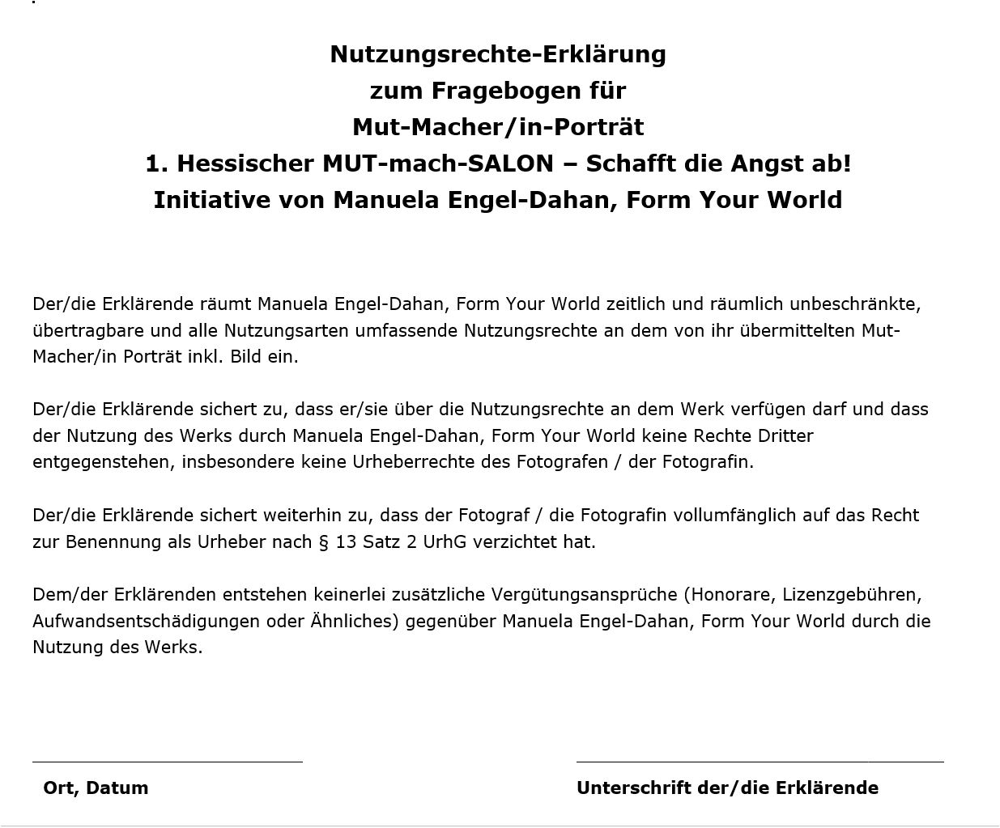 Nutzungsrechte-Erklärung
zum Fragebogen für
Mut-Macher/in-Porträt
1. Hessischer MUT-mach-SALON – Schafft die Angst ab!
Initiative von Manuela Engel-Dahan, Form Your World
Der/die Erklärende räumt Manuela Engel-Dahan, Form Your World zeitlich und räumlich unbeschränkte,
übertragbare und alle Nutzungsarten umfassende Nutzungsrechte an dem von ihr übermittelten Mut-
Macher/in Porträt inkl. Bild ein.
Der/die Erklärende sichert zu, dass er/sie über die Nutzungsrechte an dem Werk verfügen darf und dass
der Nutzung des Werks durch Manuela Engel-Dahan, Form Your World keine Rechte Dritter
entgegenstehen, insbesondere keine Urheberrechte des Fotografen / der Fotografin.
Der/die Erklärende sichert weiterhin zu, dass der Fotograf / die Fotografin vollumfänglich auf das Recht
zur Benennung als Urheber nach § 13 Satz 2 UrhG verzichtet hat.
Dem/der Erklärenden entstehen keinerlei zusätzliche Vergütungsansprüche (Honorare, Lizenzgebühren,
Aufwandsentschädigungen oder Ähnliches) gegenüber Manuela Engel-Dahan, Form Your World durch die
Nutzung des Werks.
Ort, Datum
Unterschrift der/die Erklärende